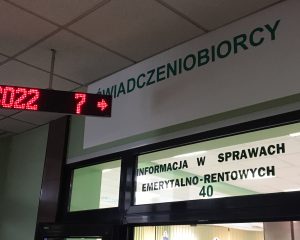 ŚWIADCZENIOBIORCY
2022 7 →
INFORMACJA W SPRAWACH
EMERYTALNO-RENTOWYCH
40